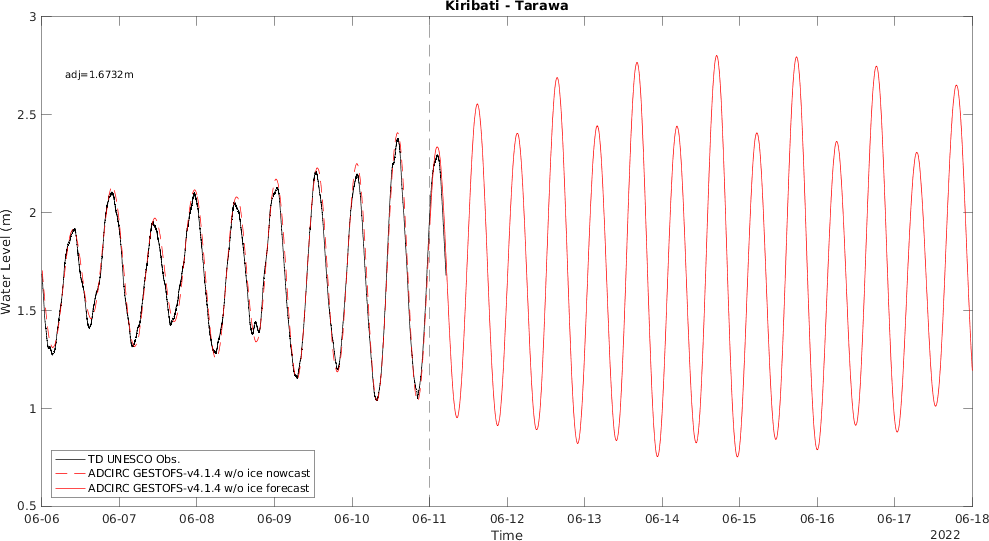 Kiribati - Tarawa
3
adj=1.6732m
2.5
2
Water Level (m)
1.5
1
TD UNESCO Obs.
ADCIRC GESTOFS-v4.1.4 w/o ice nowcast
ADCIRC GESTOFS-v4.1.4 w/o ice forecast
0.5
06-06 06-07 06-08 06-09 06-10 06-11 06-12 06-13 06-14 06-15 06-16 06-17 06-18
Time
2022